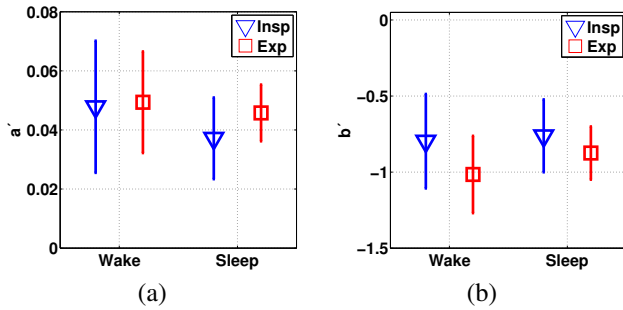 0.08
0.06
0.04
0.02
0
a´
Insp
Exp
Wake Sleep
(a)
0
−0.5
−1
−1.5
b´
Insp
Exp
Wake Sleep
(b)